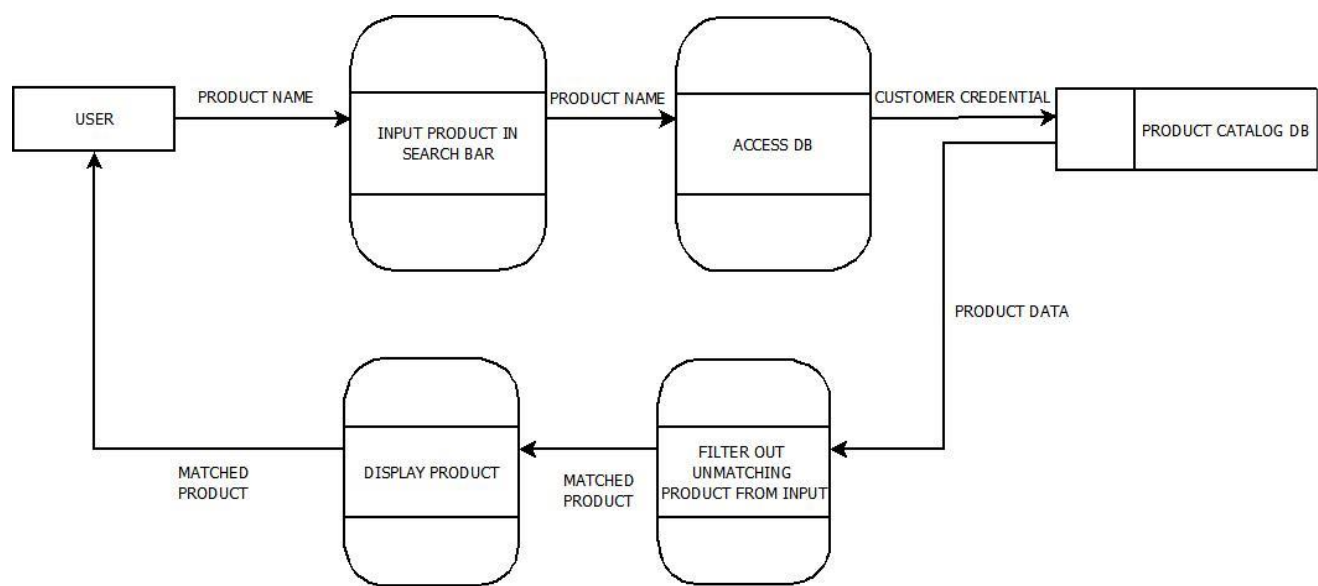 PRODUCT NAME
PRODUCT NAME
CUSTOMER CREDENTIAL
USER
INPUT PRODUCT IN
SEARCH BAR
ACCESS DB
PRODUCT CATALOG DB
PRODUCT DATA
MATCHED
PRODUCT
DISPLAY PRODUCT
MATCHED
PRODUCT
FILTER OUT
UNMATCHING
PRODUCT FROM INPUT